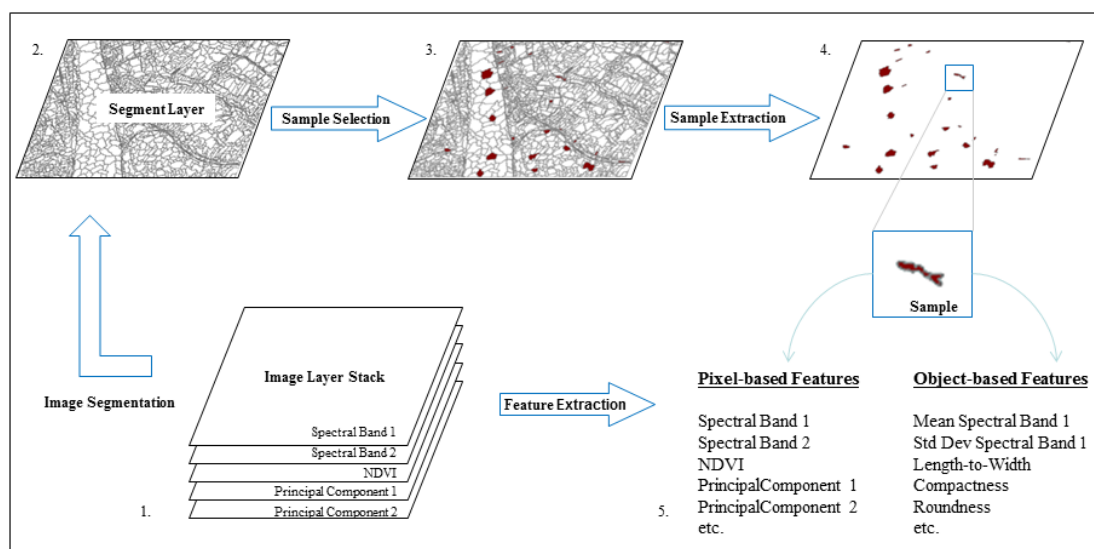 2.
3.
4.
Segment Layer
Sample Selection
Sample Extraction
Sample
Image Layer Stack
Image Segmentation
Feature Extraction
Spectral Band 1
Spectral Band 2
NDVI
Principal Component 1
Principal Component 2
1.
5.
Pixel-based Features
Spectral Band 1
Spectral Band 2
NDVI
PrincipalComponent 1
PrincipalComponent 2
etc.
Object-based Features
Mean Spectral Band 1
Std Dev Spectral Band 1
Length-to-Width
Compactness
Roundness
etc.